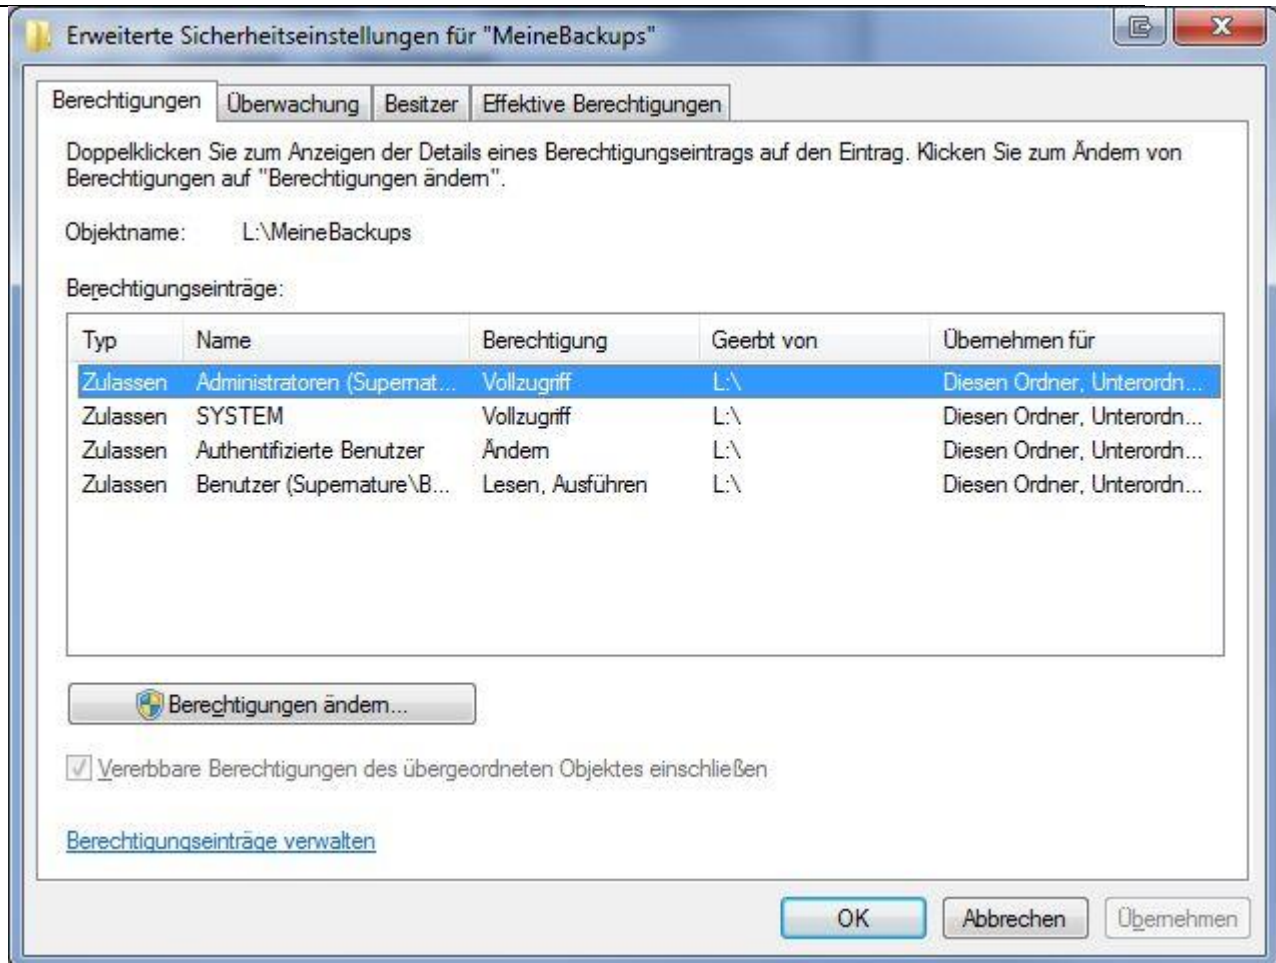 Erweiterte Sicherheitseinstellungen für "MeineBackups"
Berechtigungen Überwachung Besitzer Effektive Berechtigungen
Doppelklicken Sie zum Anzeigen der Details eines Berechtigungseintrags auf den Eintrag. Klicken Sie zum Ändern von
Berechtigungen auf "Berechtigungen ändern".
Objektname: L:\MeineBackups
Berechtigungseinträge:
Typ Name Berechtigung Geerbt von Übernehmen für
Zulassen Administratoren (Supernat... Vollzugriff L:\ Diesen Ordner, Unterordn...
Zulassen SYSTEM Vollzugriff L:\ Diesen Ordner, Unterordn...
Zulassen Authentifizierte Benutzer Ändern L:\ Diesen Ordner, Unterordn...
Zulassen Benutzer (Supernature\B... Lesen, Ausführen L:\ Diesen Ordner, Unterordn...
Berechtigungen ändern...
Vererbbare Berechtigungen des übergeordneten Objektes einschließen
Berechtigungseinträge verwalten
OK Abbrechen Übernehmen